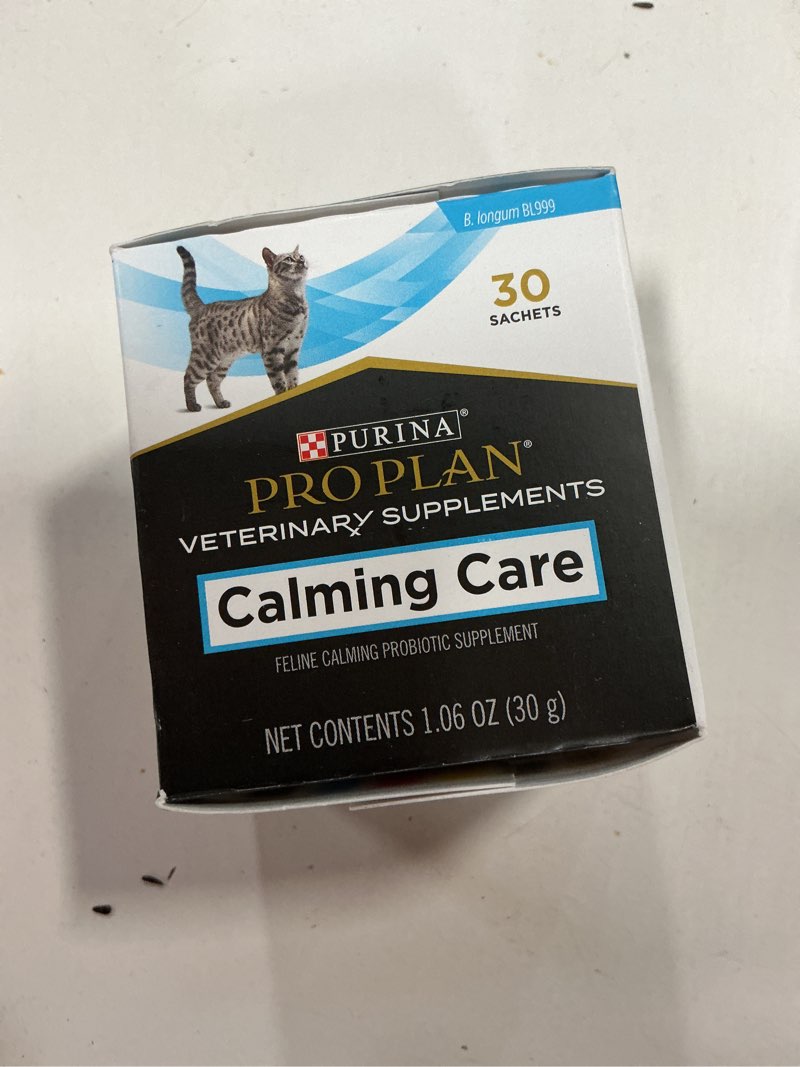 B. longum BL999
30
SACHETS
PURINA®
PRO PLAN®
VETERINARY SUPPLEMENTS
Calming Care
FELINE CALMING PROBIOTIC SUPPLEMENT
NET CONTENTS 1.06 OZ (30 g)